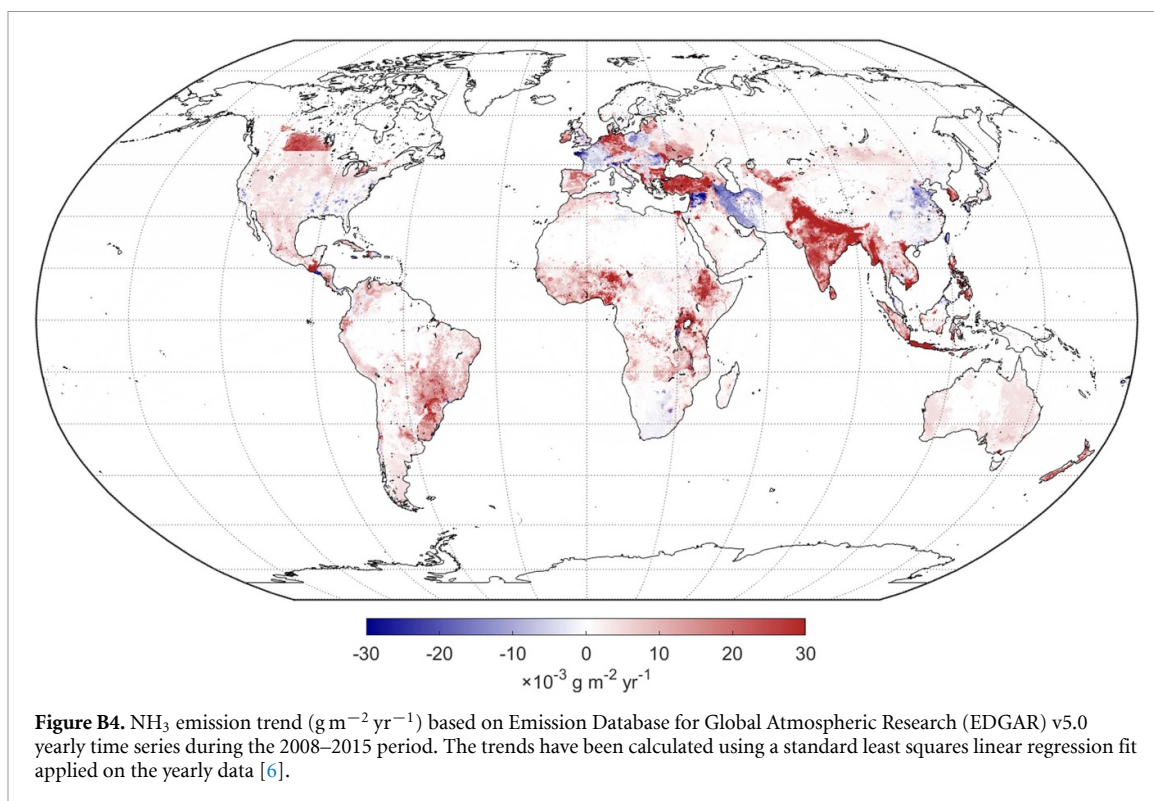 -30 -20 -10 0 10 20 30
×10⁻³ g m⁻² yr⁻¹
Figure B4. NH₃ emission trend (g m⁻² yr⁻¹) based on Emission Database for Global Atmospheric Research (EDGAR) v5.0
yearly time series during the 2008–2015 period. The trends have been calculated using a standard least squares linear regression fit
applied on the yearly data [6].